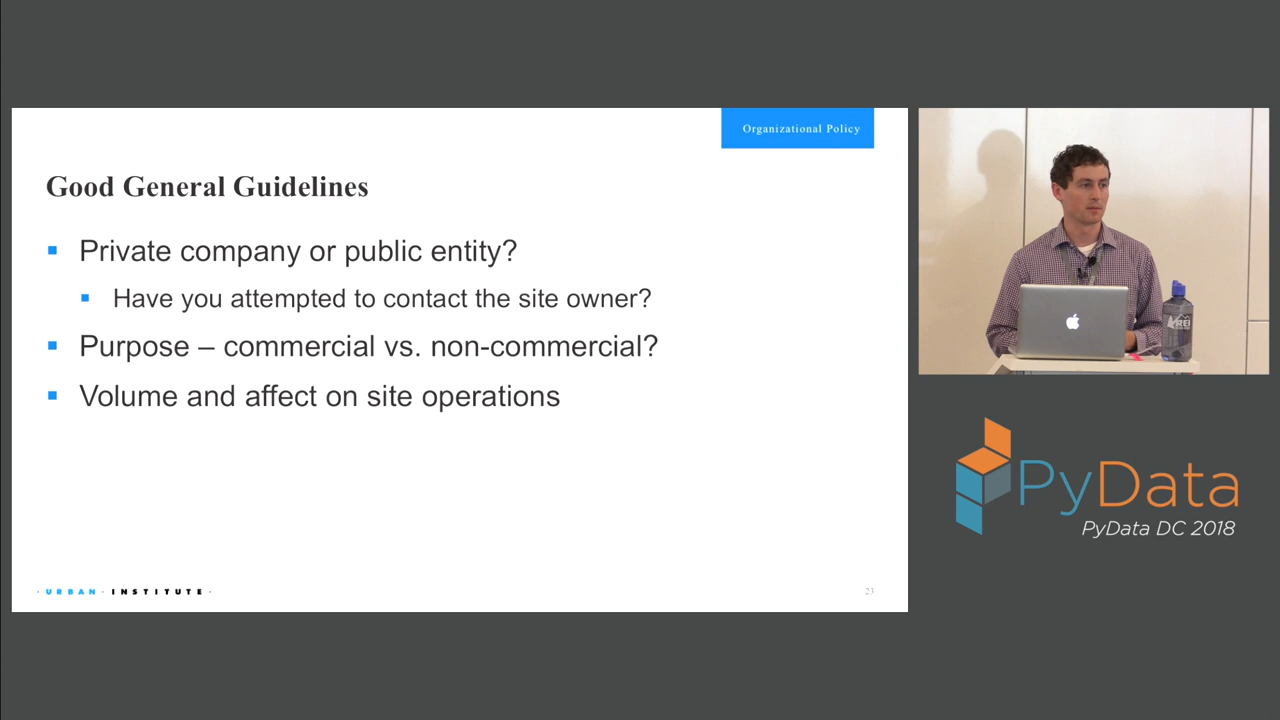 Organizational Policy
Good General Guidelines
Private company or public entity?
Have you attempted to contact the site owner?
Purpose – commercial vs. non-commercial?
Volume and affect on site operations
· URBAN · INSTITUTE ·
23
REI
PyData
PyData DC 2018